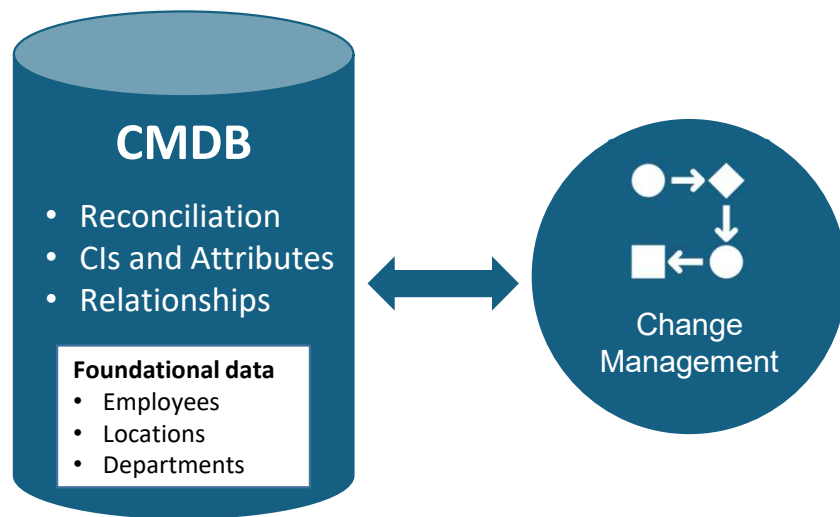 CMDB
• Reconciliation
• CIs and Attributes
• Relationships
Foundational data
• Employees
• Locations
• Departments
Change
Management